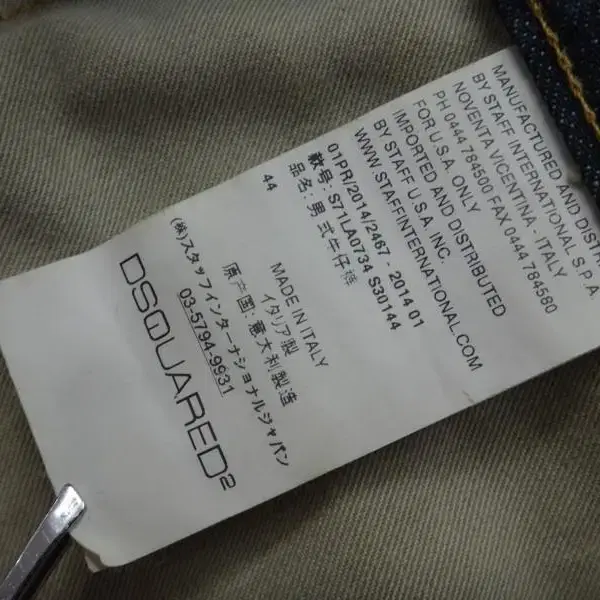 MANUFACTURED AND DISTR
BY STAFF INTERNATIONAL S.P.A.
NOVENTA VICENTINA - ITALY
PH 0444 784500 FAX 0444 784580
FOR U.S.A. ONLY
IMPORTED AND DISTRIBUTED
BY STAFF U.S.A. INC.
WWW.STAFFINTERNATIONAL.COM
01PR/2014/2467. 2014 01
款号: S71LA0734 S30144
品名: 男式牛仔裤
44
MADE IN ITALY
イタリア製
原产国: 意大利製造
(株)スタッフインターナショナルジャパン
03-5794-9931
DSQUARED2